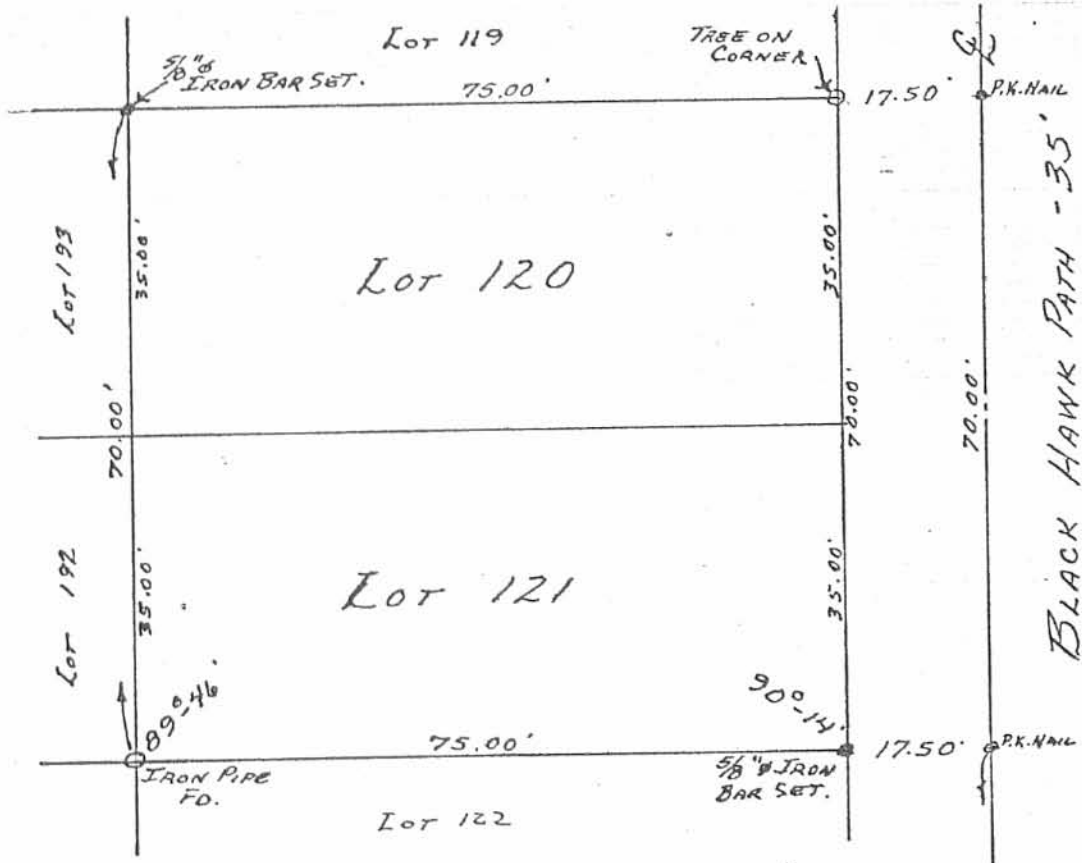 Lot 119
5/8"ø
IRON BAR SET.
75.00'
TREE ON
CORNER
17.50'
℄
P.K. NAIL
BLACK HAWK PATH - 35'
Lot 193
35.00'
Lot 120
35.00'
70.00'
70.00'
70.00'
Lot 192
35.00'
Lot 121
35.00'
89°-46'
90°-14'
75.00'
17.50'
P.K. NAIL
IRON PIPE
FD.
5/8"ø IRON
BAR SET.
Lot 122